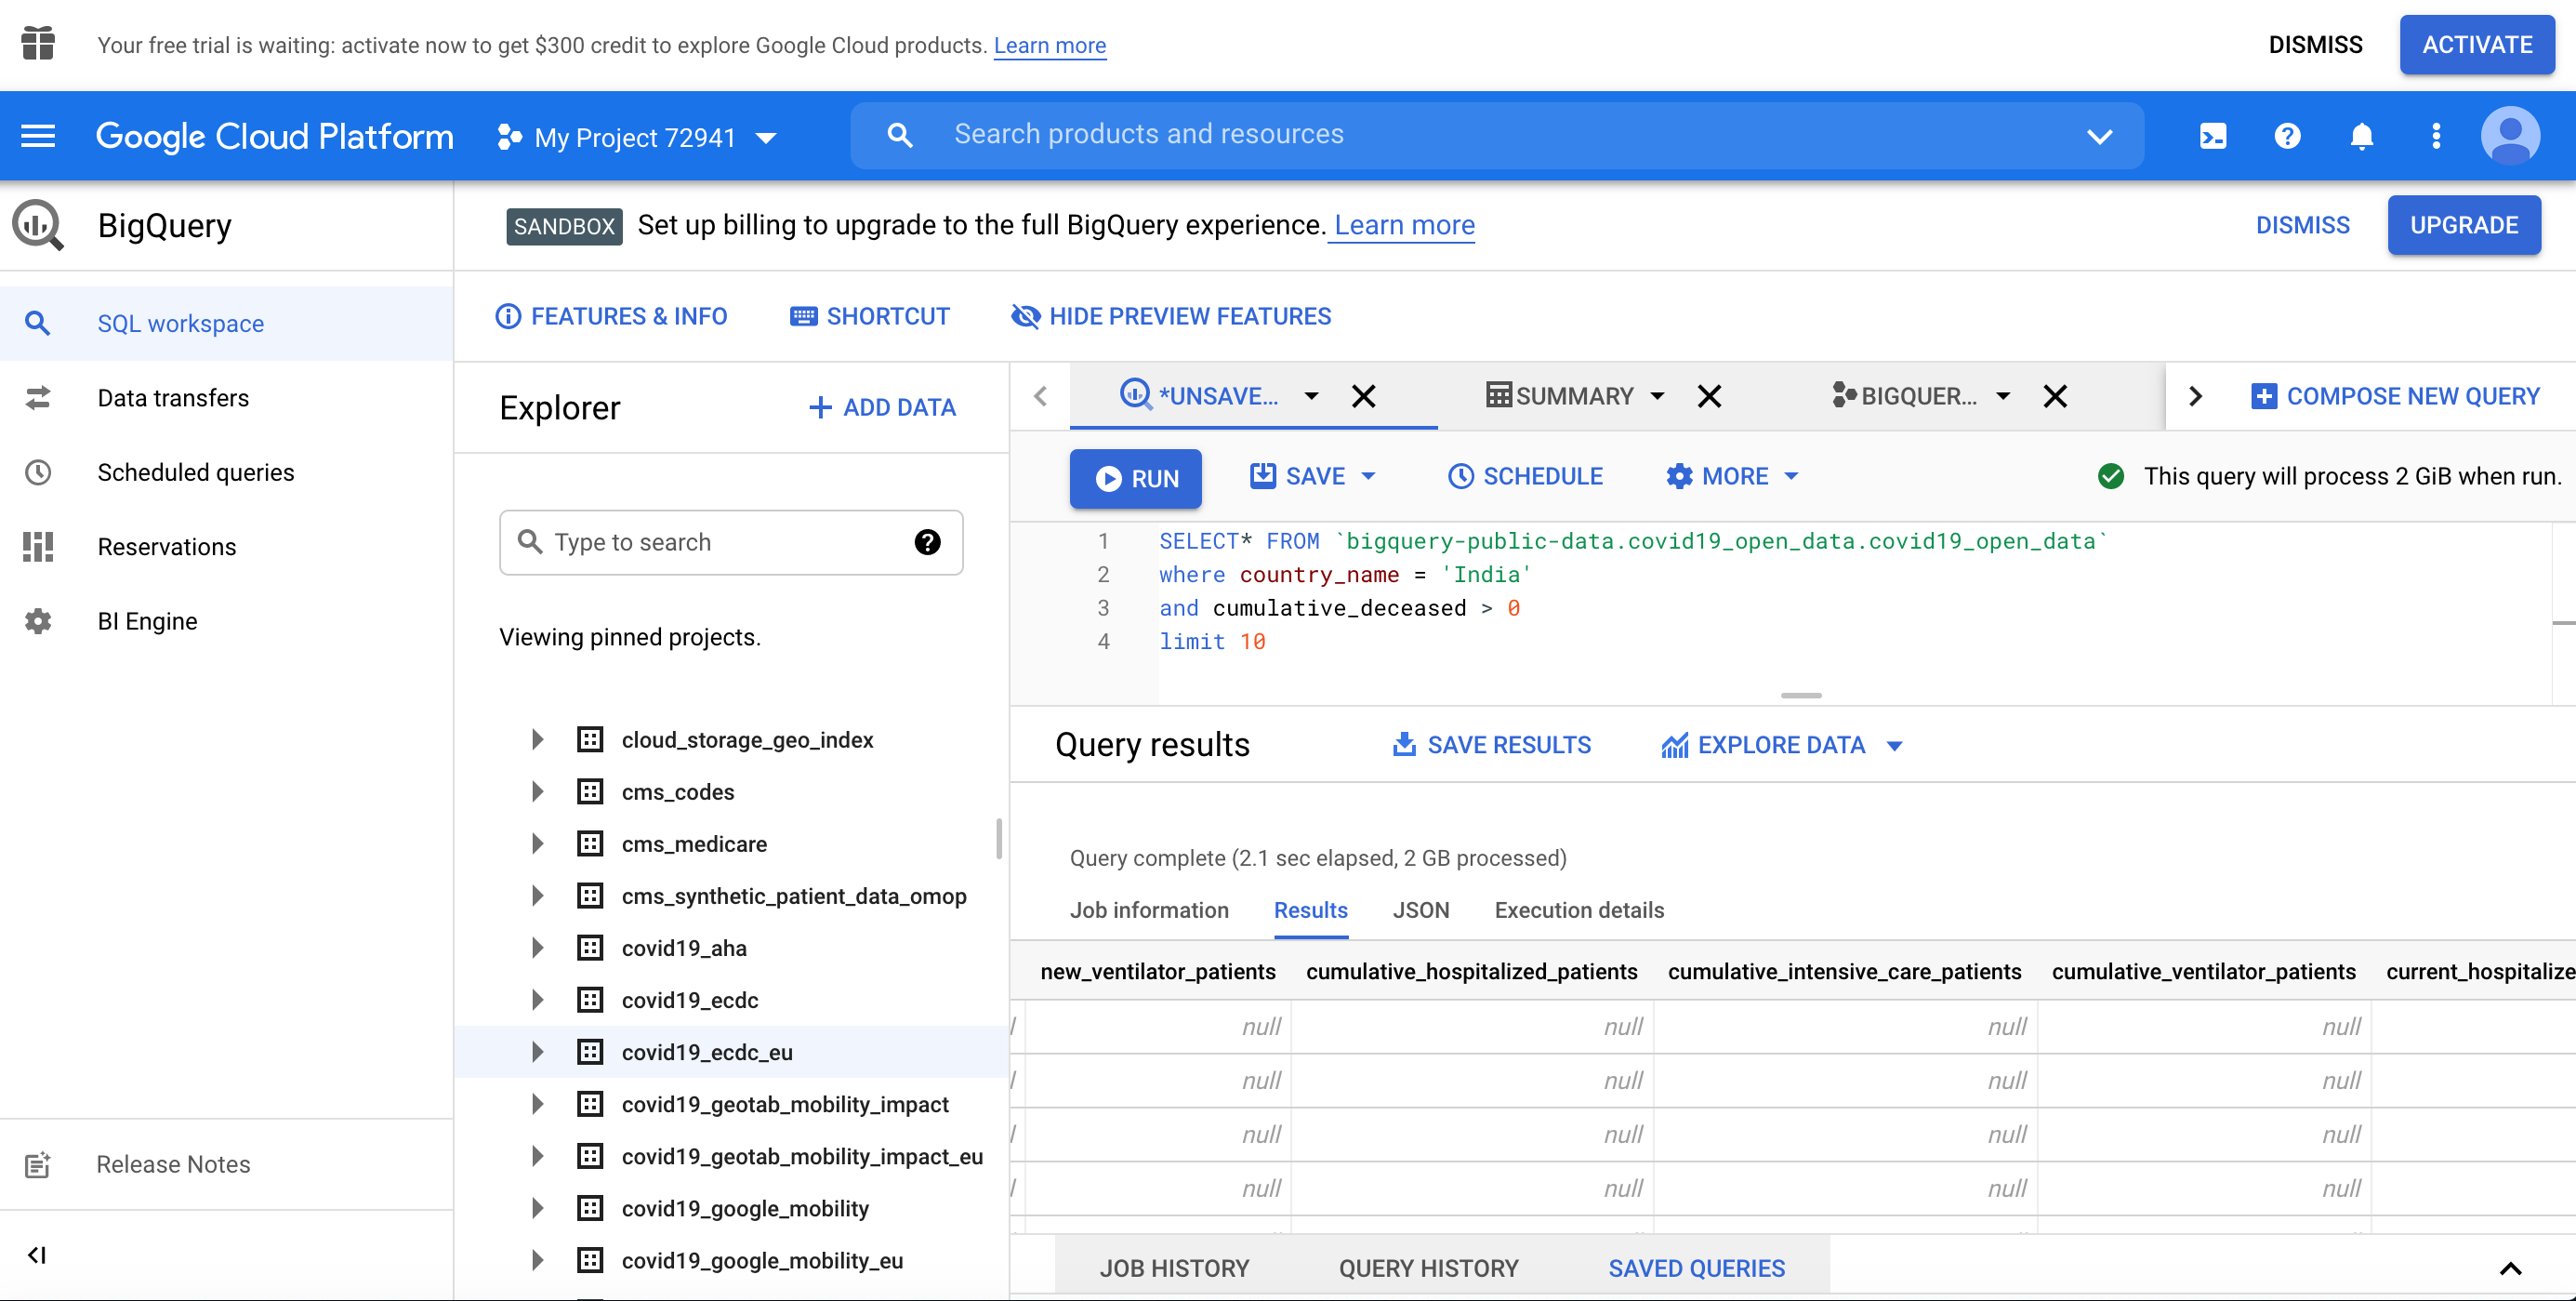 Your free trial is waiting: activate now to get $300 credit to explore Google Cloud products. Learn more
DISMISS
ACTIVATE
Google Cloud Platform
My Project 72941
Search products and resources
BigQuery
SANDBOX Set up billing to upgrade to the full BigQuery experience. Learn more
DISMISS
UPGRADE
SQL workspace
Data transfers
Scheduled queries
Reservations
BI Engine
Release Notes
FEATURES & INFO
SHORTCUT
HIDE PREVIEW FEATURES
Explorer
+ ADD DATA
Type to search
Viewing pinned projects.
cloud_storage_geo_index
cms_codes
cms_medicare
cms_synthetic_patient_data_omop
covid19_aha
covid19_ecdc
covid19_ecdc_eu
covid19_geotab_mobility_impact
covid19_geotab_mobility_impact_eu
covid19_google_mobility
covid19_google_mobility_eu
*UNSAVE...
SUMMARY
BIGQUER...
COMPOSE NEW QUERY
RUN
SAVE
SCHEDULE
MORE
This query will process 2 GiB when run.
1 SELECT* FROM `bigquery-public-data.covid19_open_data.covid19_open_data`
2 where country_name = 'India'
3 and cumulative_deceased > 0
4 limit 10
Query results
SAVE RESULTS
EXPLORE DATA
Query complete (2.1 sec elapsed, 2 GB processed)
Job information Results JSON Execution details
new_ventilator_patients cumulative_hospitalized_patients cumulative_intensive_care_patients cumulative_ventilator_patients current_hospitalize
null null null null
null null null null
null null null null
null null null null
JOB HISTORY QUERY HISTORY SAVED QUERIES